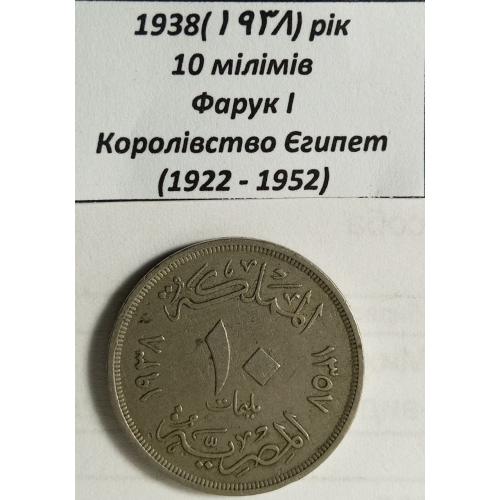 1938(١٩٣٨) рік
10 мілімів
Фарук І
Королівство Єгипет
(1922 - 1952)
المملكة
١٩٣٨ ١٠ ١٣٥٧
مليمات
المصرية